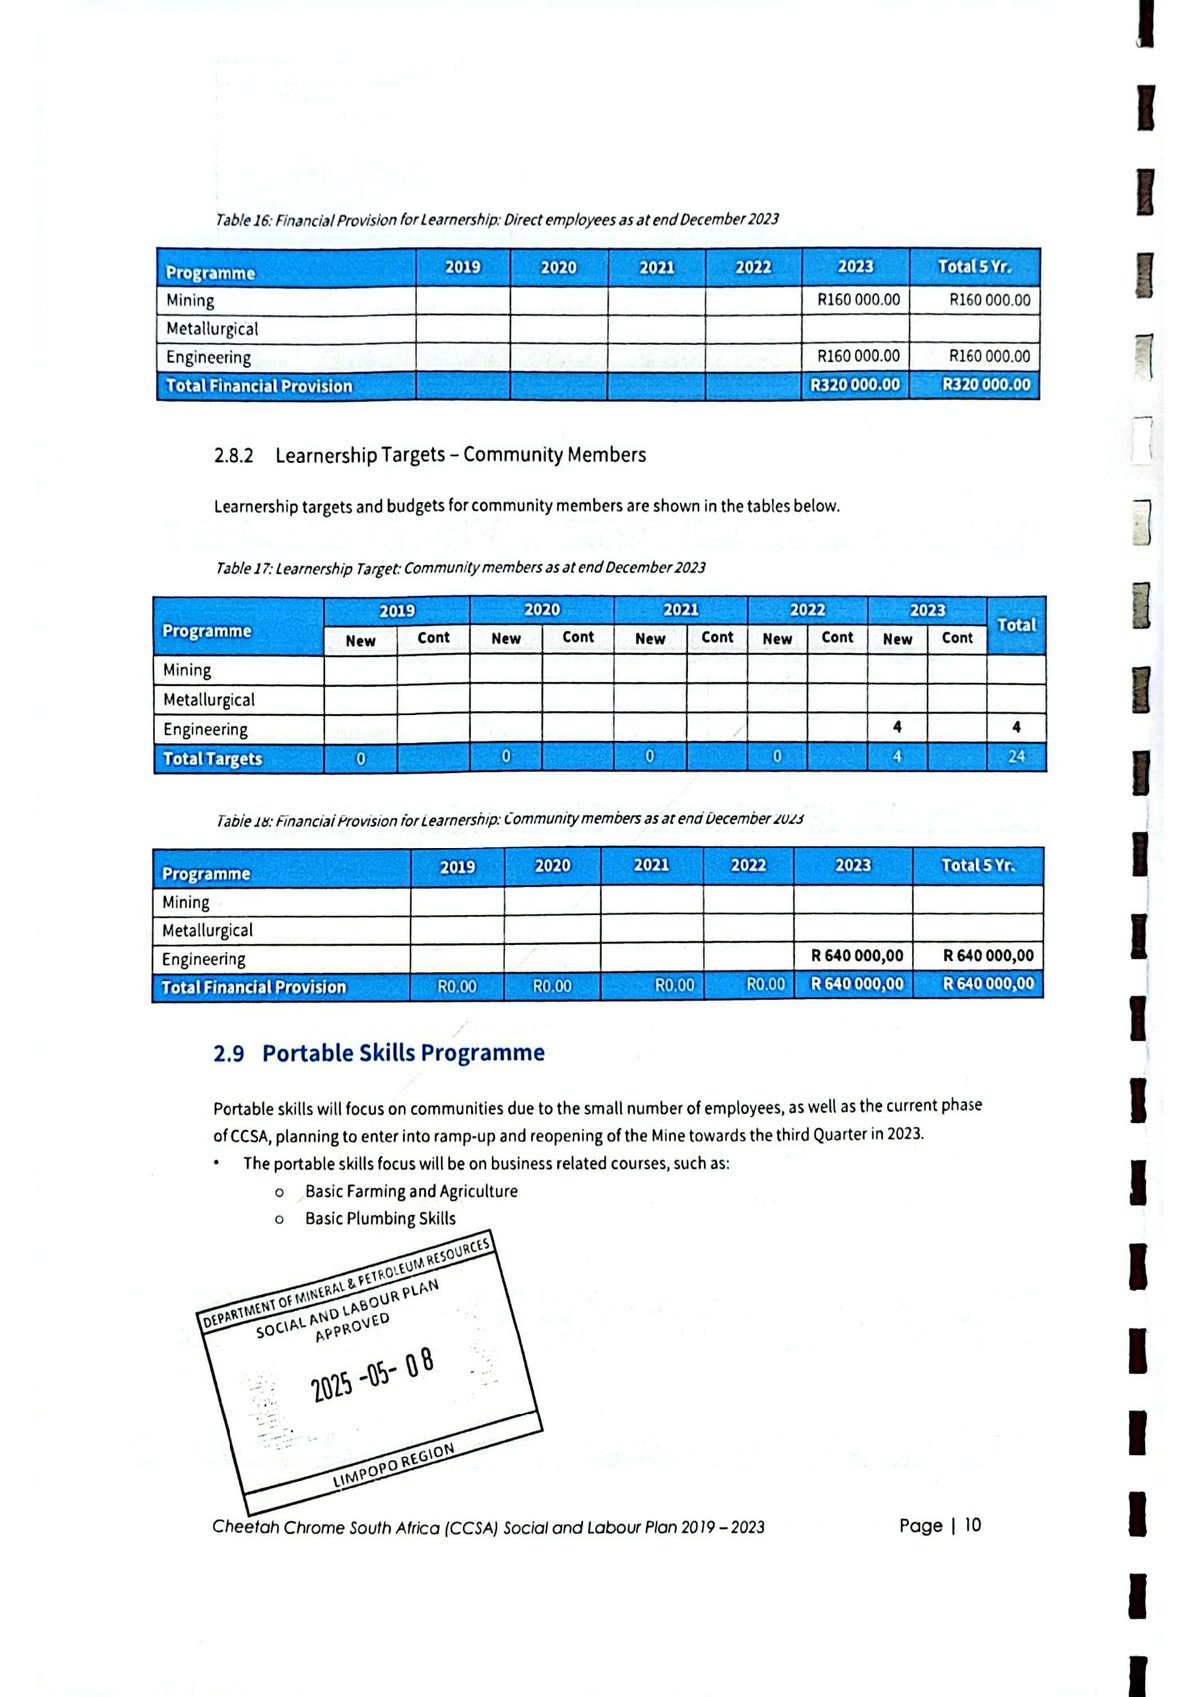 Table 16: Financial Provision for Learnership: Direct employees as at end December 2023
Programme 2019 2020 2021 2022 2023 Total 5 Yr.
Mining R160 000.00 R160 000.00
Metallurgical
Engineering R160 000.00 R160 000.00
Total Financial Provision R320 000.00 R320 000.00
2.8.2 Learnership Targets – Community Members
Learnership targets and budgets for community members are shown in the tables below.
Table 17: Learnership Target: Community members as at end December 2023
Programme 2019 2020 2021 2022 2023 Total
New Cont New Cont New Cont New Cont New Cont
Mining
Metallurgical
Engineering 4 4
Total Targets 0 0 0 0 4 24
Table 18: Financial Provision for Learnership: Community members as at end December 2023
Programme 2019 2020 2021 2022 2023 Total 5 Yr.
Mining
Metallurgical
Engineering R 640 000,00 R 640 000,00
Total Financial Provision R0.00 R0.00 R0.00 R0.00 R 640 000,00 R 640 000,00
2.9 Portable Skills Programme
Portable skills will focus on communities due to the small number of employees, as well as the current phase
of CCSA, planning to enter into ramp-up and reopening of the Mine towards the third Quarter in 2023.
• The portable skills focus will be on business related courses, such as:
o Basic Farming and Agriculture
o Basic Plumbing Skills
DEPARTMENT OF MINERAL & PETROLEUM RESOURCES
SOCIAL AND LABOUR PLAN
APPROVED
2025 -05- 08
LIMPOPO REGION
Cheetah Chrome South Africa (CCSA) Social and Labour Plan 2019 – 2023 Page | 10